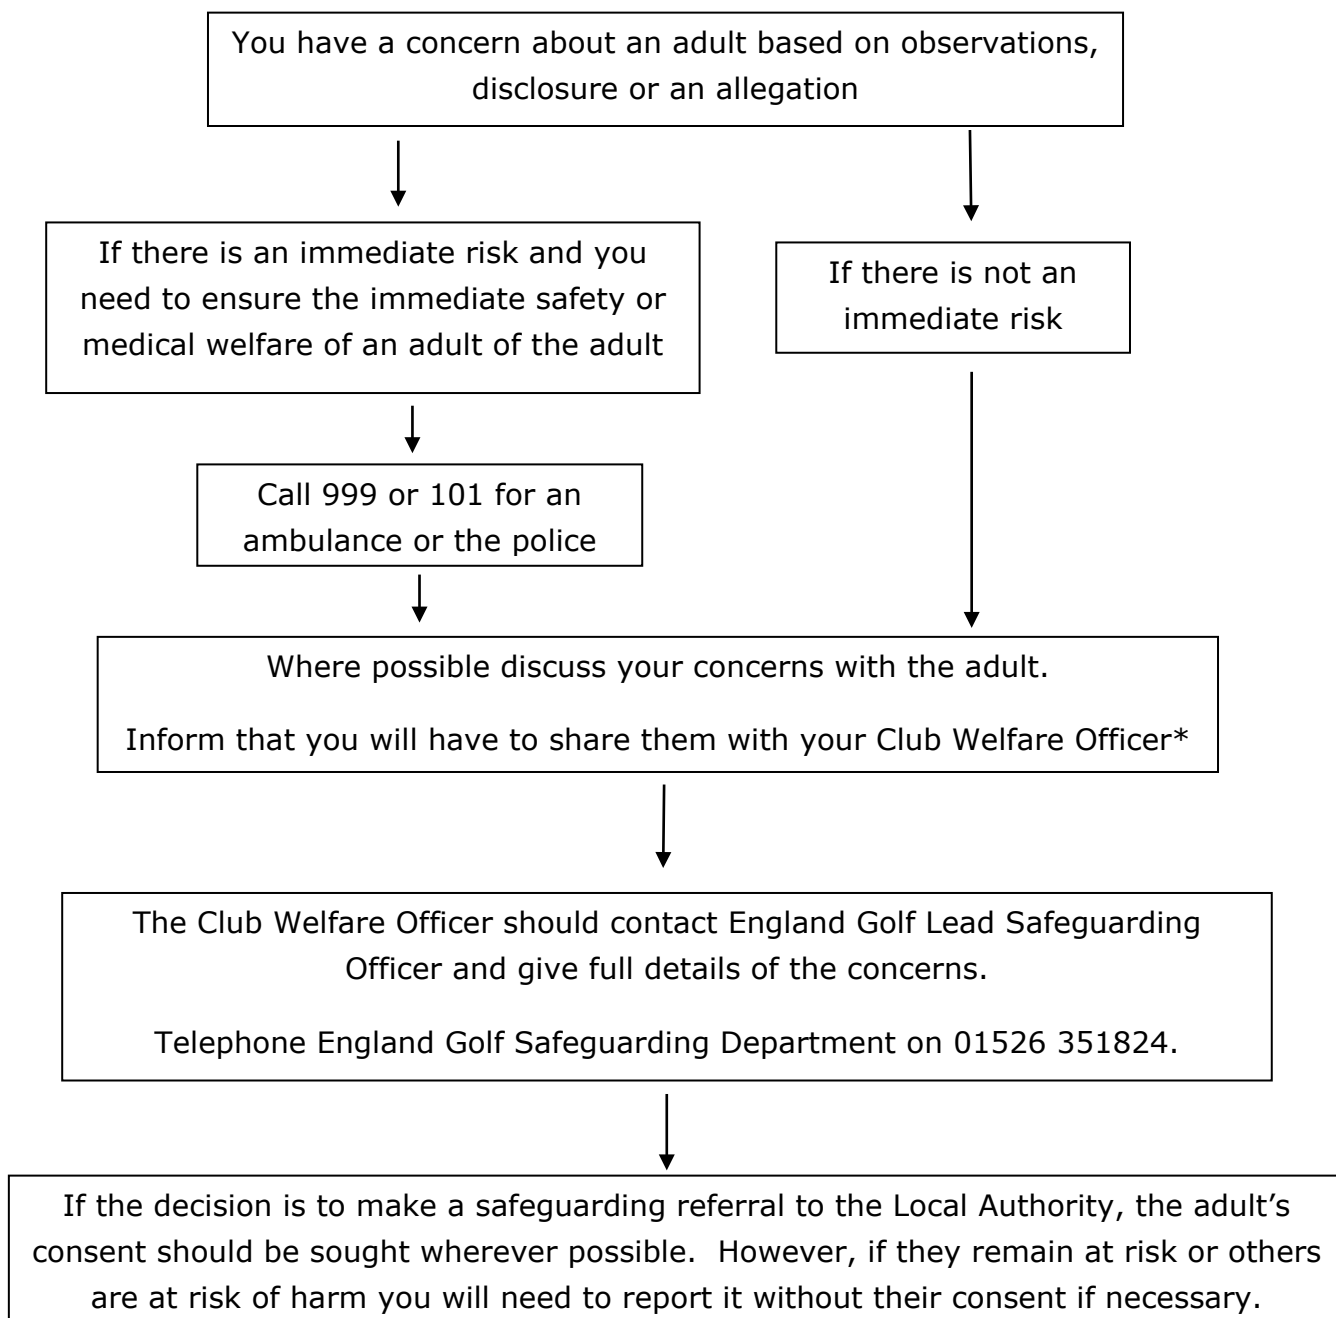 You have a concern about an adult based on observations,
disclosure or an allegation
If there is an immediate risk and you
need to ensure the immediate safety or
medical welfare of an adult of the adult
If there is not an
immediate risk
Call 999 or 101 for an
ambulance or the police
Where possible discuss your concerns with the adult.
Inform that you will have to share them with your Club Welfare Officer*
The Club Welfare Officer should contact England Golf Lead Safeguarding
Officer and give full details of the concerns.
Telephone England Golf Safeguarding Department on 01526 351824.
If the decision is to make a safeguarding referral to the Local Authority, the adult’s
consent should be sought wherever possible.  However, if they remain at risk or others
are at risk of harm you will need to report it without their consent if necessary.